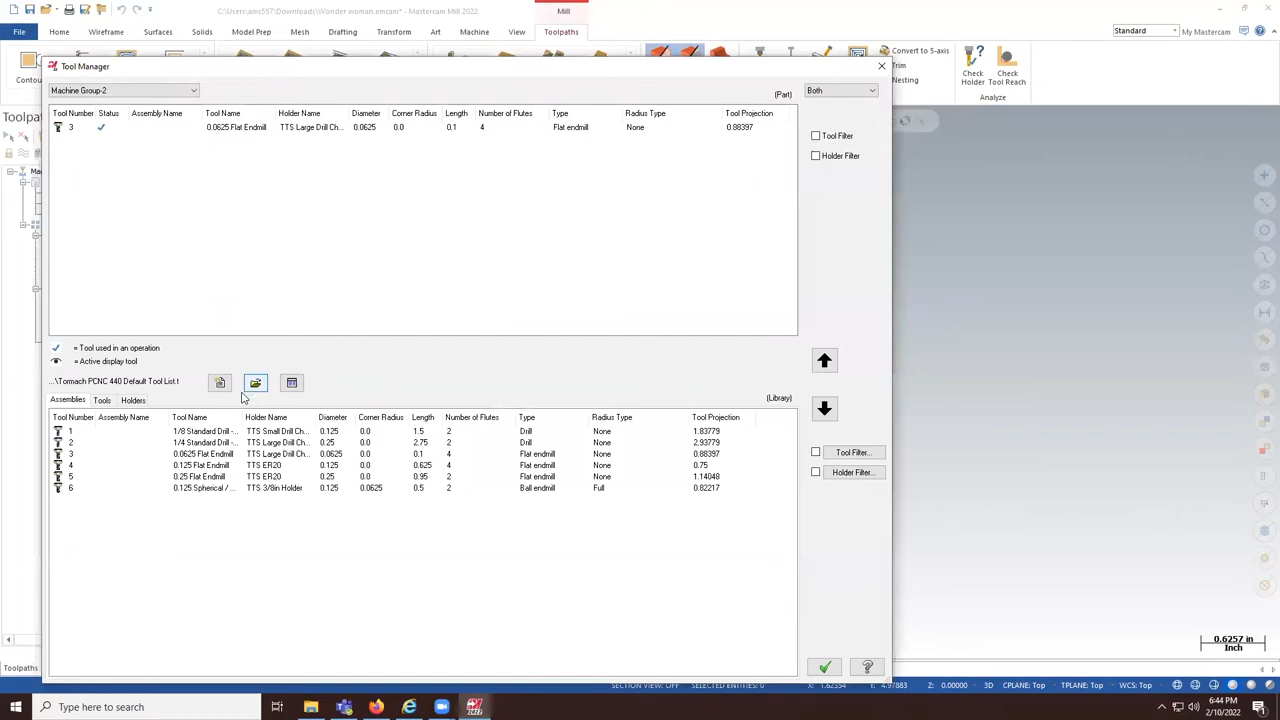 C:\Users\amc557\Downloads\Wonder woman.emcam* - Mastercam Mill 2022
Mill
File Home Wireframe Surfaces Solids Model Prep Mesh Drafting Transform Art Machine View Toolpaths
Standard
My Mastercam
Convert to 5-axis
Trim
Nesting
Check Holder
Check Tool Reach
Analyze
Contou
Toolpat
Ma
Tool Manager
Machine Group-2
(Part)
Both
Tool Number Status Assembly Name Tool Name Holder Name Diameter Corner Radius Length Number of Flutes Type Radius Type Tool Projection
3 0.0625 Flat Endmill TTS Large Drill Ch... 0.0625 0.0 0.1 4 Flat endmill None 0.88397
Tool Filter
Holder Filter
= Tool used in an operation
= Active display tool
...\Tormach PCNC 440 Default Tool List.t
Assemblies Tools Holders
(Library)
Tool Number Assembly Name Tool Name Holder Name Diameter Corner Radius Length Number of Flutes Type Radius Type Tool Projection
1 1/8 Standard Drill -... TTS Small Drill Ch... 0.125 0.0 1.5 2 Drill None 1.83779
2 1/4 Standard Drill -... TTS Large Drill Ch... 0.25 0.0 2.75 2 Drill None 2.93779
3 0.0625 Flat Endmill TTS Large Drill Ch... 0.0625 0.0 0.1 4 Flat endmill None 0.88397
4 0.125 Flat Endmill TTS ER20 0.125 0.0 0.625 4 Flat endmill None 0.75
5 0.25 Flat Endmill TTS ER20 0.25 0.0 0.95 2 Flat endmill None 1.14048
6 0.125 Spherical / ... TTS 3/8in Holder 0.125 0.0625 0.5 2 Ball endmill Full 0.82217
Tool Filter...
Holder Filter...
0.6257 in
Inch
Toolpaths
SECTION VIEW: OFF SELECTED ENTITIES: 0 X: 1.62354 Y: 4.97883 Z: 0.00000 3D CPLANE: Top TPLANE: Top WCS: Top
Type here to search
6:44 PM
2/10/2022